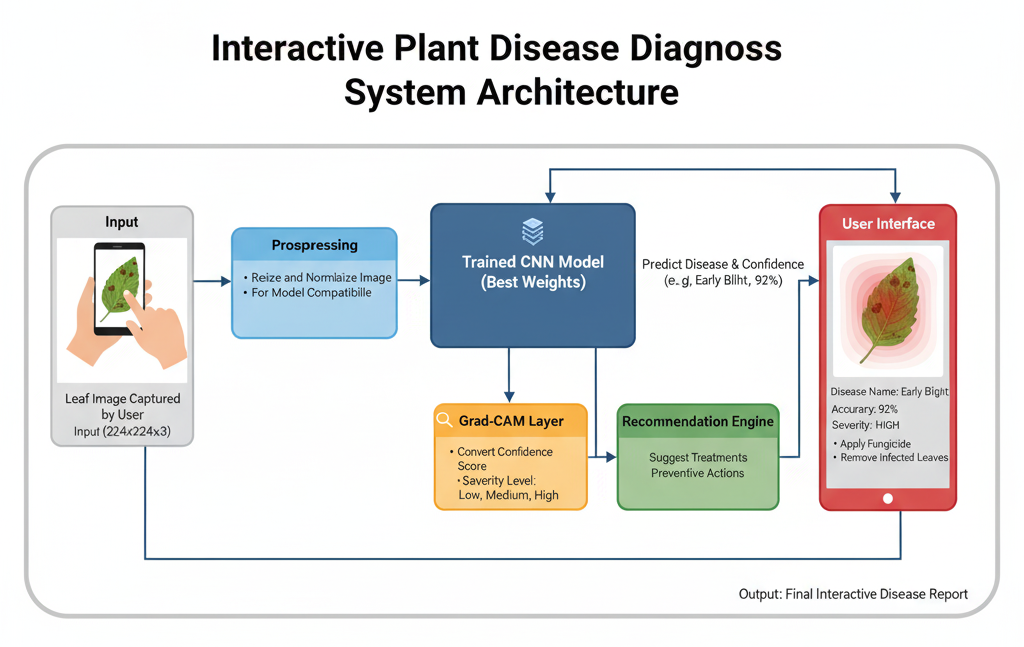 Interactive Plant Disease Diagnoss
System Architecture
Input
Leaf Image Captured
by User
Input (224x224x3)
Prospressing
• Reize and Normlaize Image
• For Model Compatibile
Trained CNN Model
(Best Weights)
Predict Disease & Confidence
(e.g, Early Bliht, 92%)
Grad-CAM Layer
• Convert Confidence
Score
• Saverity Level:
Low, Medium, High
Recommendation Engine
Suggest Treatments
Preventive Actions
User Interface
Disease Name: Early Bight
Accurary: 92%
Severity: HIGH
• Apply Fungicide
• Remove Infected Leaves
Output: Final Interactive Disease Report